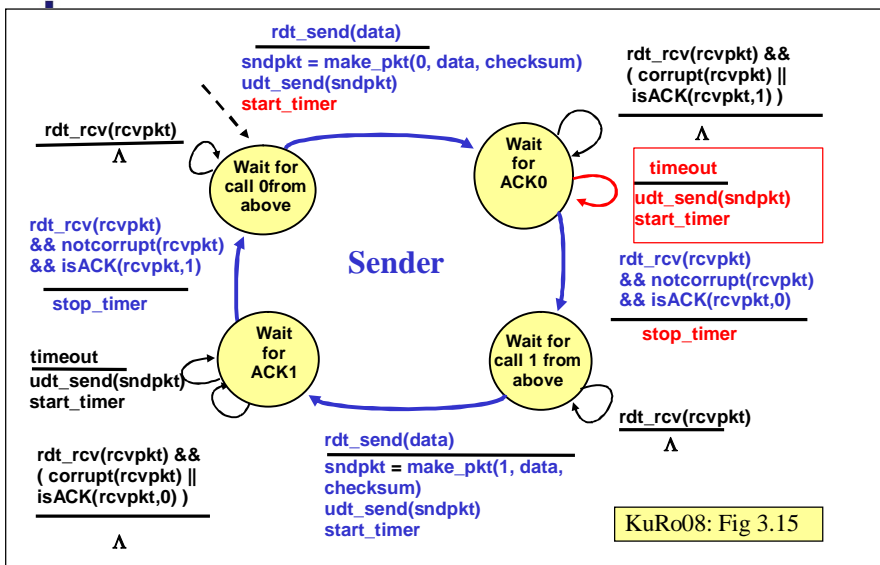 rdt_send(data)
sndpkt = make_pkt(0, data, checksum)
udt_send(sndpkt)
start_timer
rdt_rcv(rcvpkt) &&
( corrupt(rcvpkt) ||
isACK(rcvpkt,1) )
Λ
rdt_rcv(rcvpkt)
Λ
Wait for
call 0from
above
Wait
for
ACK0
timeout
udt_send(sndpkt)
start_timer
rdt_rcv(rcvpkt)
&& notcorrupt(rcvpkt)
&& isACK(rcvpkt,1)
stop_timer
Sender
rdt_rcv(rcvpkt)
&& notcorrupt(rcvpkt)
&& isACK(rcvpkt,0)
stop_timer
Wait
for
ACK1
Wait for
call 1 from
above
timeout
udt_send(sndpkt)
start_timer
rdt_rcv(rcvpkt)
Λ
rdt_rcv(rcvpkt) &&
( corrupt(rcvpkt) ||
isACK(rcvpkt,0) )
Λ
rdt_send(data)
sndpkt = make_pkt(1, data,
checksum)
udt_send(sndpkt)
start_timer
KuRo08: Fig 3.15